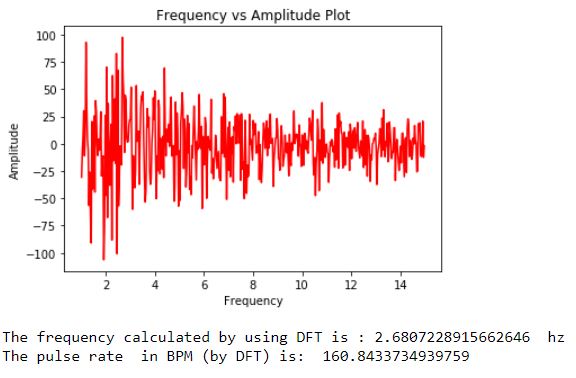 Frequency vs Amplitude Plot
100
75
50
25
0
−25
−50
−75
−100
Amplitude
2 4 6 8 10 12 14
Frequency
The frequency calculated by using DFT is : 2.6807228915662646 hz
The pulse rate in BPM (by DFT) is: 160.8433734939759